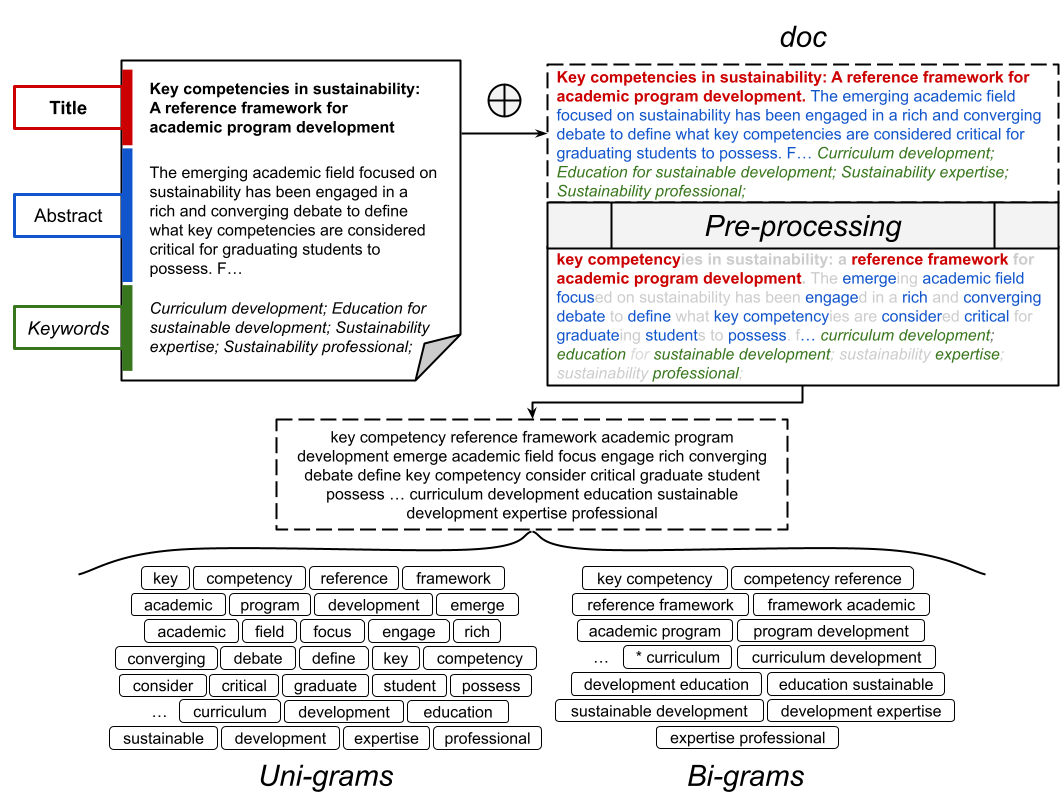 doc
Title
Key competencies in sustainability:
A reference framework for
academic program development
Abstract
The emerging academic field focused on
sustainability has been engaged in a
rich and converging debate to define
what key competencies are considered
critical for graduating students to
possess. F…
Keywords
Curriculum development; Education for
sustainable development; Sustainability
expertise; Sustainability professional;
Key competencies in sustainability: A reference framework for
academic program development. The emerging academic field
focused on sustainability has been engaged in a rich and converging
debate to define what key competencies are considered critical for
graduating students to possess. F… Curriculum development;
Education for sustainable development; Sustainability expertise;
Sustainability professional;
Pre-processing
key competencyies in sustainability: a reference framework for
academic program development. The emergeing academic field
focused on sustainability has been engaged in a rich and converging
debate to define what key competencyies are considered critical for
graduateing students to possess. f… curriculum development;
education for sustainable development; sustainability expertise;
sustainability professional;
key competency reference framework academic program
development emerge academic field focus engage rich converging
debate define key competency consider critical graduate student
possess … curriculum development education sustainable
development expertise professional
key competency reference framework
academic program development emerge
academic field focus engage rich
converging debate define key competency
consider critical graduate student possess
… curriculum development education
sustainable development expertise professional
Uni-grams
key competency competency reference
reference framework framework academic
academic program program development
… * curriculum curriculum development
development education education sustainable
sustainable development development expertise
expertise professional
Bi-grams